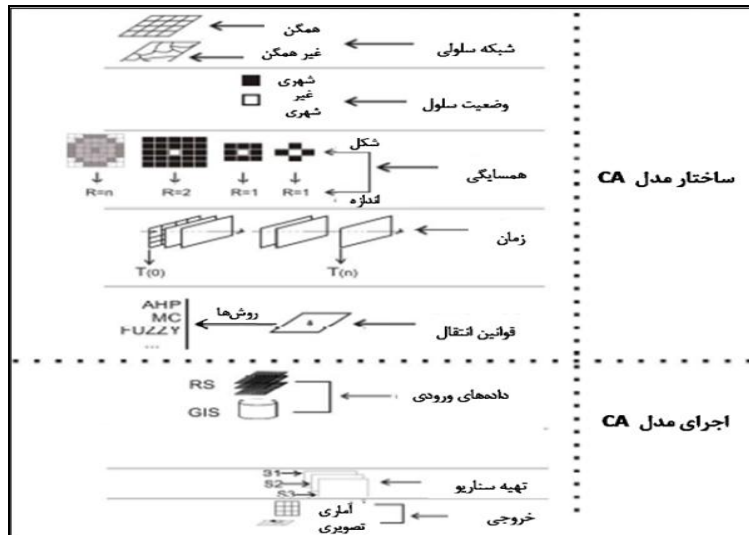 همگن
شبکه سلولی
غیر همگن
شهری
غیر
شهری
وضعیت سلول
شکل
همسایگی
R=n
R=2
R=1
R=1
اندازه
ساختار مدل CA
زمان
T(0)
T(n)
AHP
MC
FUZZY
...
روش‌ها
قوانین انتقال
RS
GIS
داده‌های ورودی
اجرای مدل CA
S1
S2
S3
تهیه سناریو
آماری
تصویری
خروجی